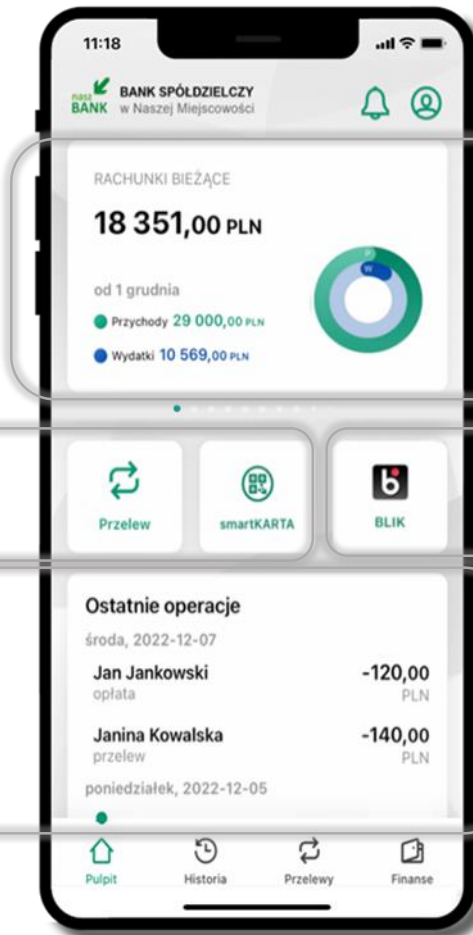 11:18
nasz BANK
BANK SPÓŁDZIELCZY
w Naszej Miejscowości
RACHUNKI BIEŻĄCE
18 351,00 PLN
od 1 grudnia
Przychody 29 000,00 PLN
Wydatki 10 569,00 PLN
P
W
Przelew
smartKARTA
BLIK
Ostatnie operacje
środa, 2022-12-07
Jan Jankowski -120,00
opłata PLN
Janina Kowalska -140,00
przelew PLN
poniedziałek, 2022-12-05
Pulpit Historia Przelewy Finanse